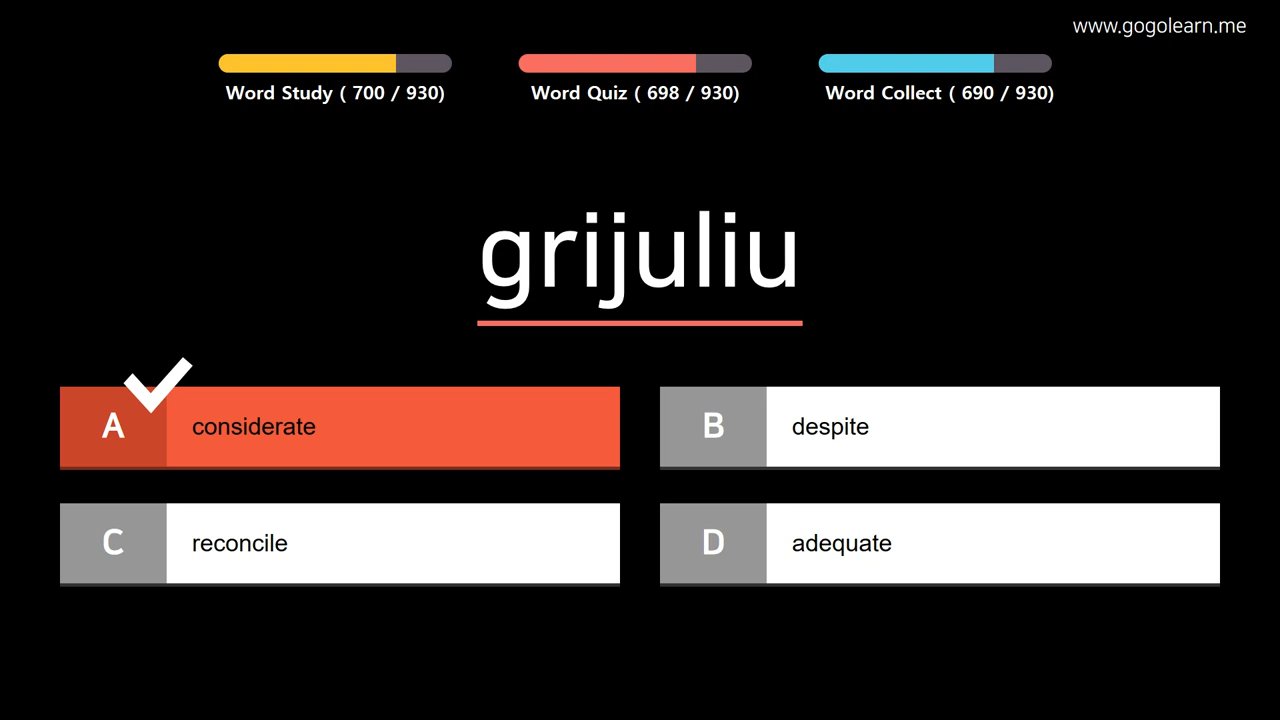 www.gogolearn.me
Word Study ( 700 / 930)
Word Quiz ( 698 / 930)
Word Collect ( 690 / 930)
grijuliu
A considerate
B despite
C reconcile
D adequate